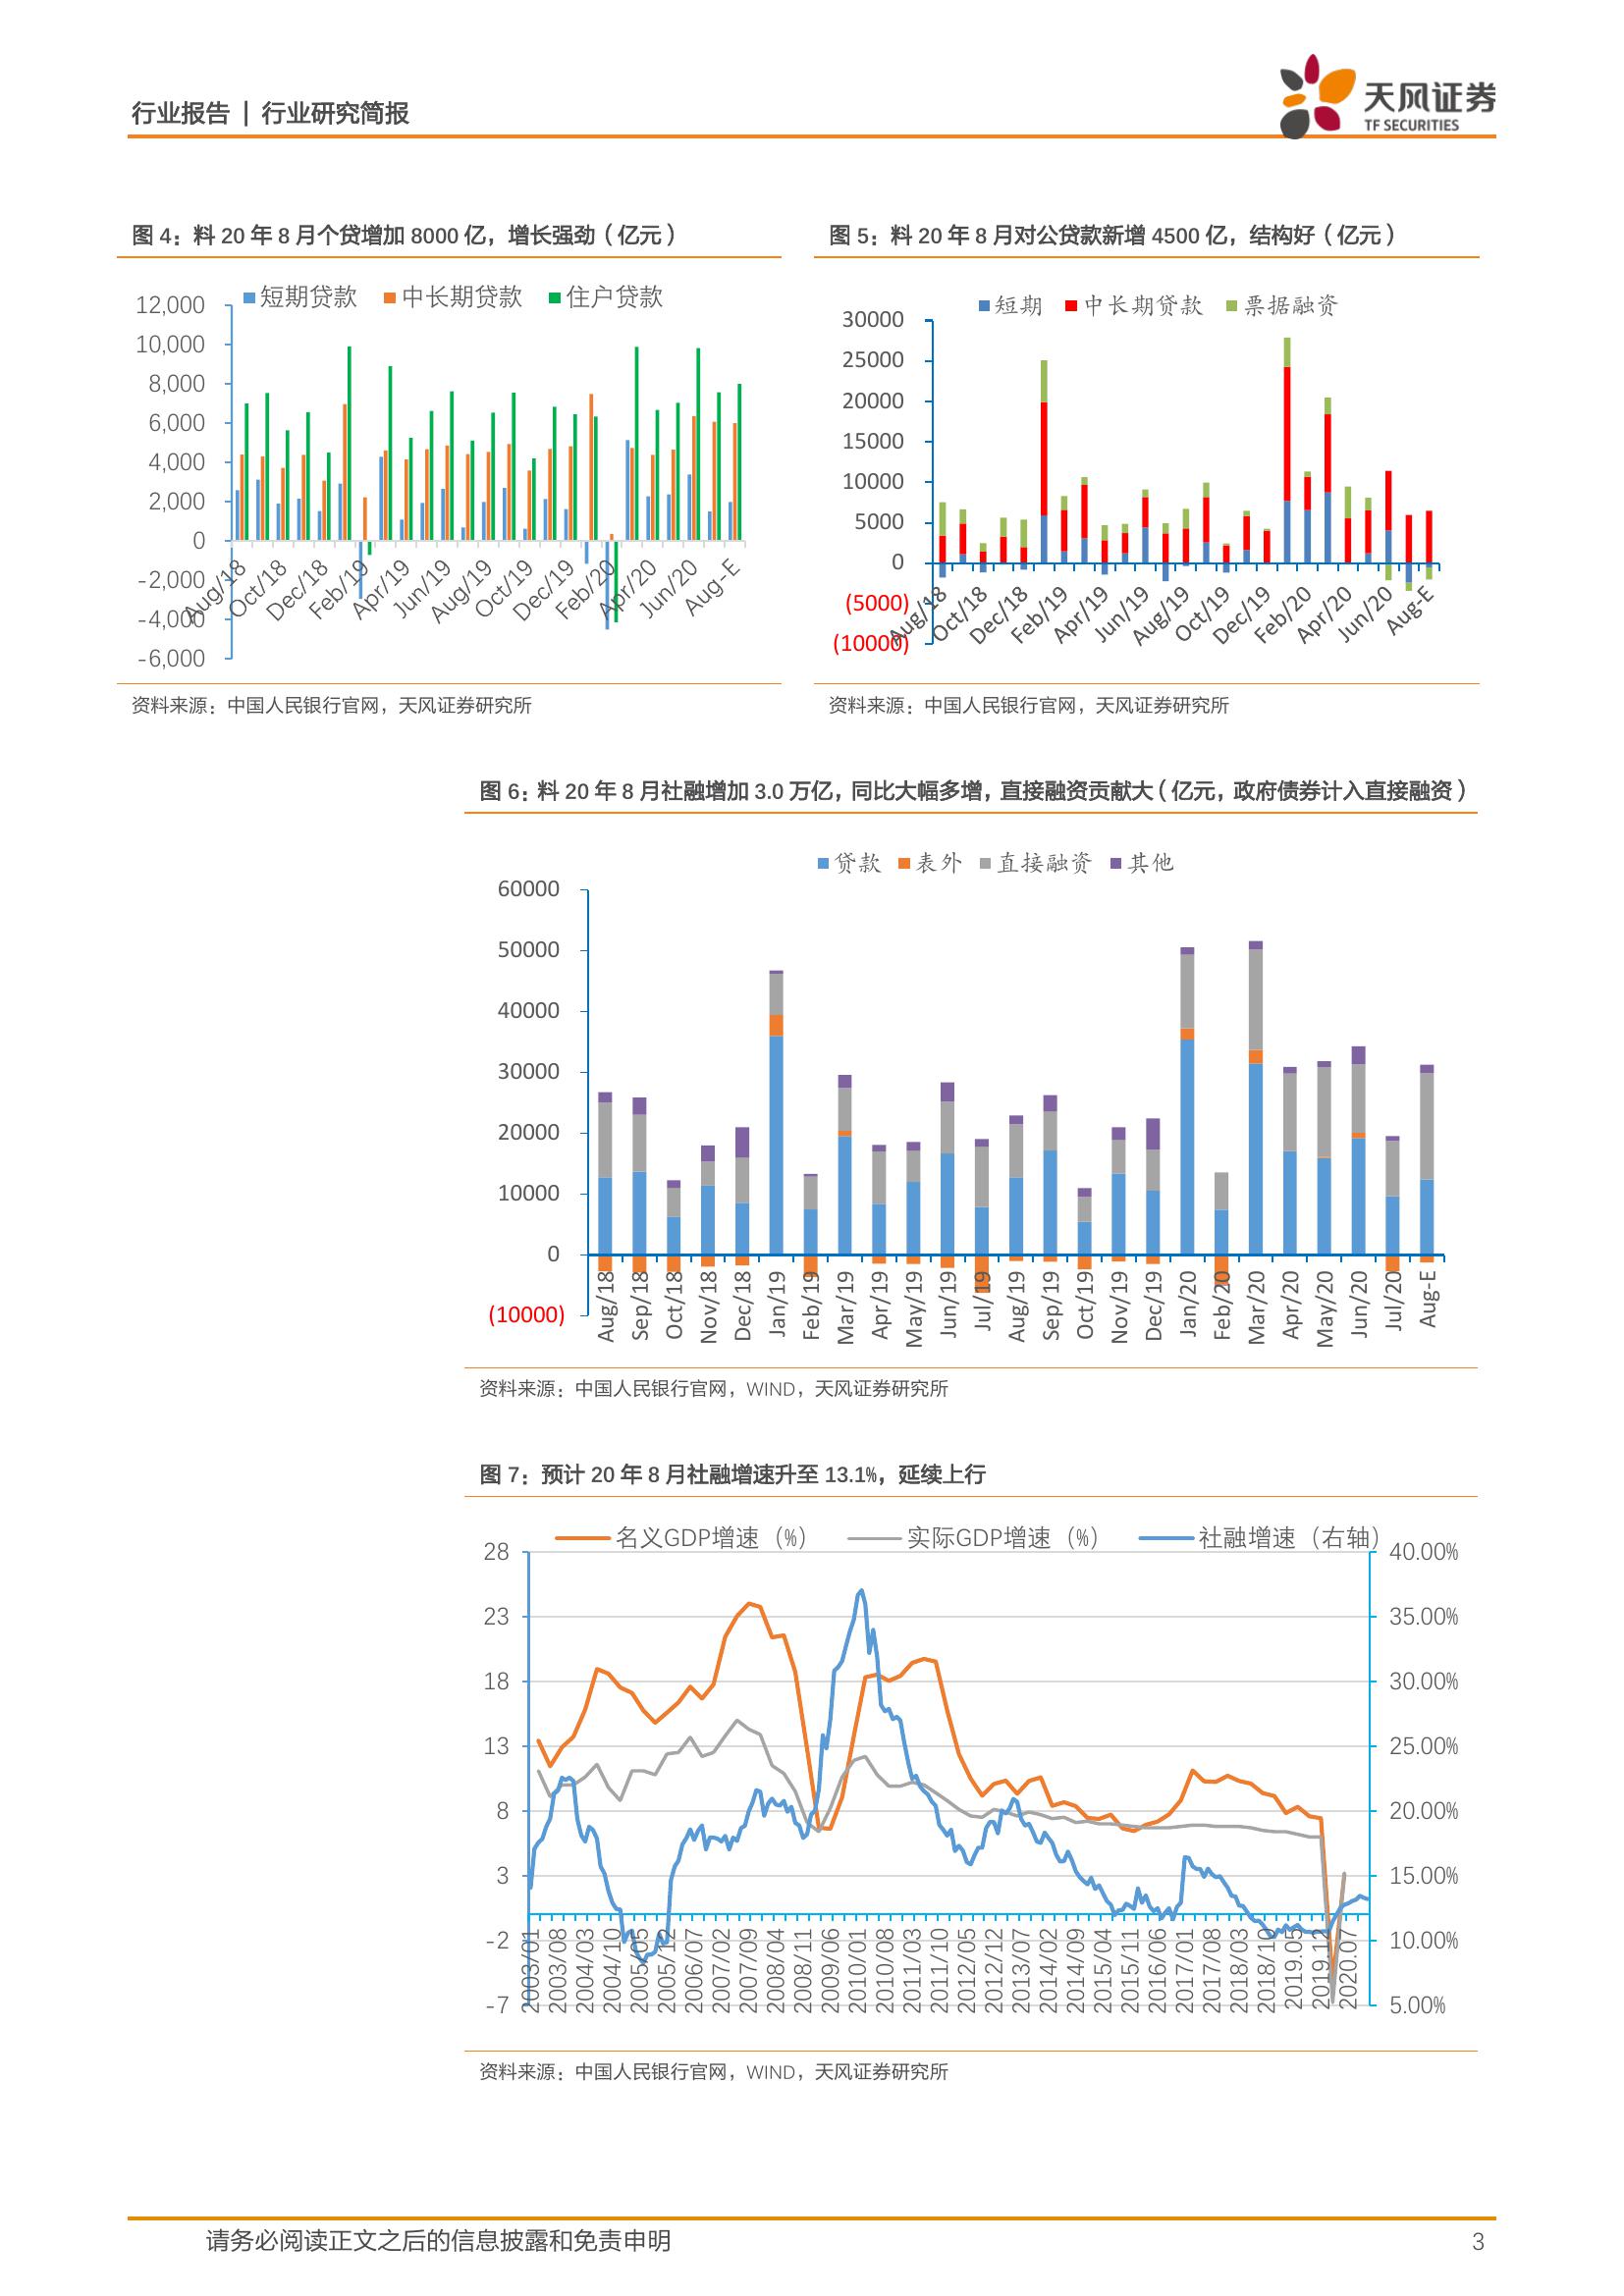 行业报告 | 行业研究简报
天风证券
TF SECURITIES
图 4：料 20 年 8 月个贷增加 8000 亿，增长强劲（亿元）
短期贷款 中长期贷款 住户贷款
12,000
10,000
8,000
6,000
4,000
2,000
0
-2,000
-4,000
-6,000
Aug/18 Oct/18 Dec/18 Feb/19 Apr/19 Jun/19 Aug/19 Oct/19 Dec/19 Feb/20 Apr/20 Jun/20 Aug-E
资料来源：中国人民银行官网，天风证券研究所
图 5：料 20 年 8 月对公贷款新增 4500 亿，结构好（亿元）
短期 中长期贷款 票据融资
30000
25000
20000
15000
10000
5000
0
(5000)
(10000)
Aug/18 Oct/18 Dec/18 Feb/19 Apr/19 Jun/19 Aug/19 Oct/19 Dec/19 Feb/20 Apr/20 Jun/20 Aug-E
资料来源：中国人民银行官网，天风证券研究所
图 6：料 20 年 8 月社融增加 3.0 万亿，同比大幅多增，直接融资贡献大（亿元，政府债券计入直接融资）
贷款 表外 直接融资 其他
60000
50000
40000
30000
20000
10000
0
(10000)
Aug/18 Sep/18 Oct/18 Nov/18 Dec/18 Jan/19 Feb/19 Mar/19 Apr/19 May/19 Jun/19 Jul/19 Aug/19 Sep/19 Oct/19 Nov/19 Dec/19 Jan/20 Feb/20 Mar/20 Apr/20 May/20 Jun/20 Jul/20 Aug-E
资料来源：中国人民银行官网，WIND，天风证券研究所
图 7：预计 20 年 8 月社融增速升至 13.1%，延续上行
名义GDP增速（%） 实际GDP增速（%） 社融增速（右轴）
28
23
18
13
8
3
-2
-7
40.00%
35.00%
30.00%
25.00%
20.00%
15.00%
10.00%
5.00%
2003/01 2003/08 2004/03 2004/10 2005/05 2005/12 2006/07 2007/02 2007/09 2008/04 2008/11 2009/06 2010/01 2010/08 2011/03 2011/10 2012/05 2012/12 2013/07 2014/02 2014/09 2015/04 2015/11 2016/06 2017/01 2017/08 2018/03 2018/10 2019.05 2019.12 2020.07
资料来源：中国人民银行官网，WIND，天风证券研究所
请务必阅读正文之后的信息披露和免责申明
3